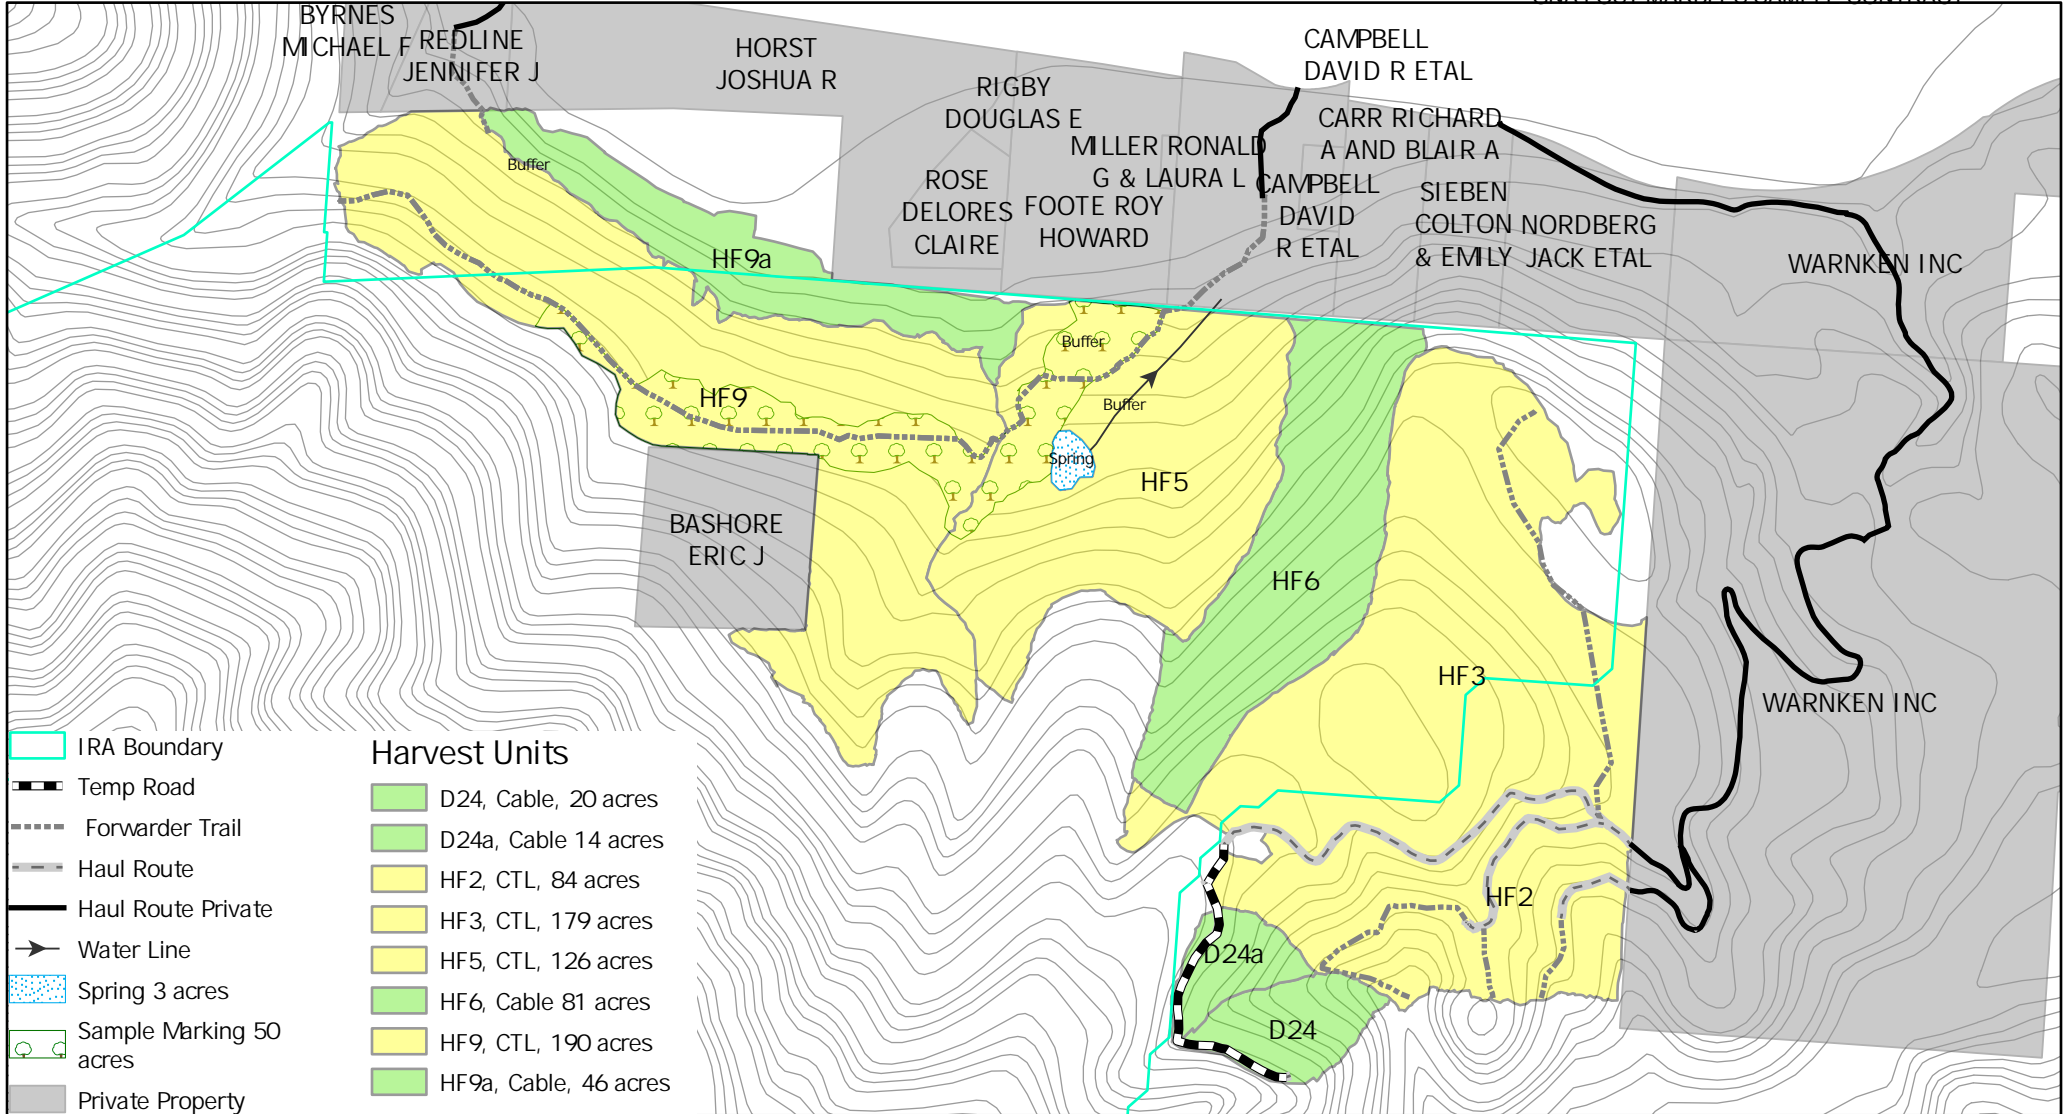 BYRNES
MICHAEL F
REDLINE
JENNIFER J
HORST
JOSHUA R
CAMPBELL
DAVID R ETAL
RIGBY
DOUGLAS E
CARR RICHARD
A AND BLAIR A
MILLER RONALD
G & LAURA L
ROSE
DELORES
CLAIRE
FOOTE ROY
HOWARD
CAMPBELL
DAVID
R ETAL
SIEBEN
COLTON
& EMILY
NORDBERG
JACK ETAL
WARNKEN INC
Buffer
HF9a
Buffer
HF9
Buffer
Spring
HF5
BASHORE
ERIC J
HF6
HF3
WARNKEN INC
HF2
D24a
D24
IRA Boundary
Temp Road
Forwarder Trail
Haul Route
Haul Route Private
Water Line
Spring 3 acres
Sample Marking 50
acres
Private Property
Harvest Units
D24, Cable, 20 acres
D24a, Cable 14 acres
HF2, CTL, 84 acres
HF3, CTL, 179 acres
HF5, CTL, 126 acres
HF6, Cable 81 acres
HF9, CTL, 190 acres
HF9a, Cable, 46 acres